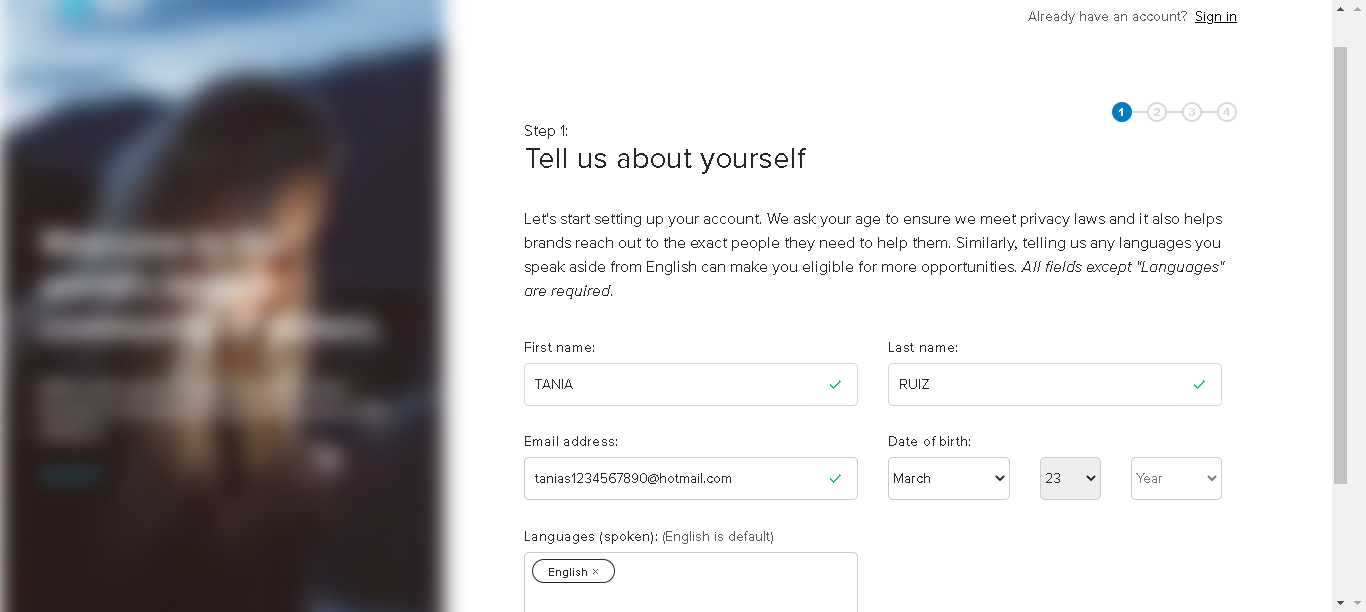 Already have an account? Sign in
1 2 3 4
Step 1:
Tell us about yourself
Let's start setting up your account. We ask your age to ensure we meet privacy laws and it also helps
brands reach out to the exact people they need to help them. Similarly, telling us any languages you
speak aside from English can make you eligible for more opportunities. All fields except "Languages"
are required.
First name:
Last name:
TANIA
RUIZ
Email address:
Date of birth:
tanias1234567890@hotmail.com
March 23 Year
Languages (spoken): (English is default)
English ×